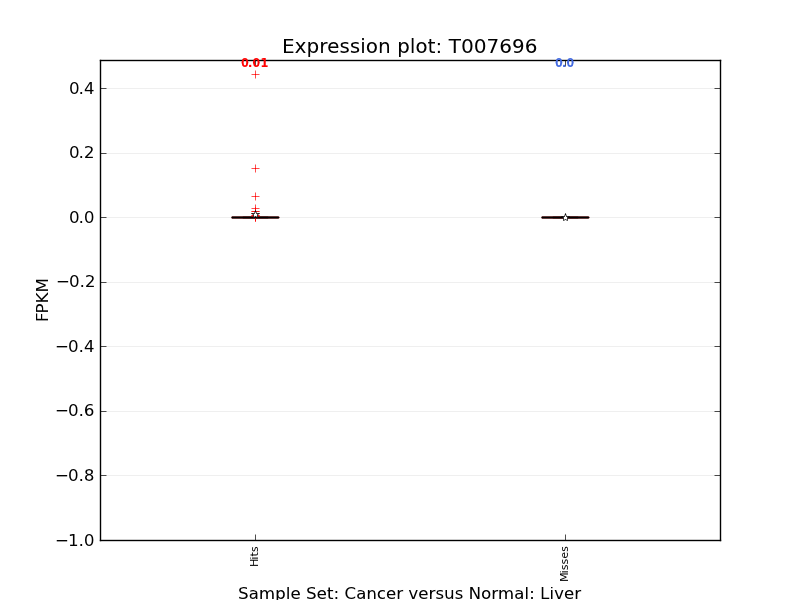 Expression plot: T007696
0.01
0.0
0.4
0.2
0.0
−0.2
−0.4
−0.6
−0.8
−1.0
FPKM
Hits
Misses
Sample Set: Cancer versus Normal: Liver